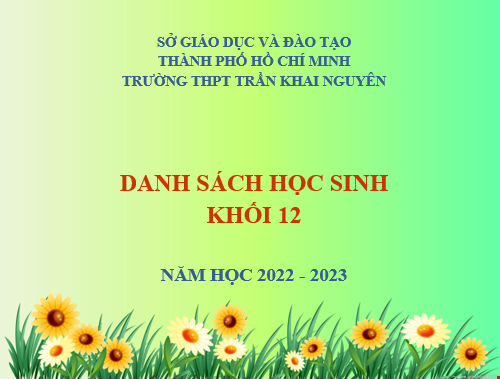 SỞ GIÁO DỤC VÀ ĐÀO TẠO
THÀNH PHỐ HỒ CHÍ MINH
TRƯỜNG THPT TRẦN KHAI NGUYÊN
DANH SÁCH HỌC SINH
KHỐI 12
NĂM HỌC 2022 - 2023